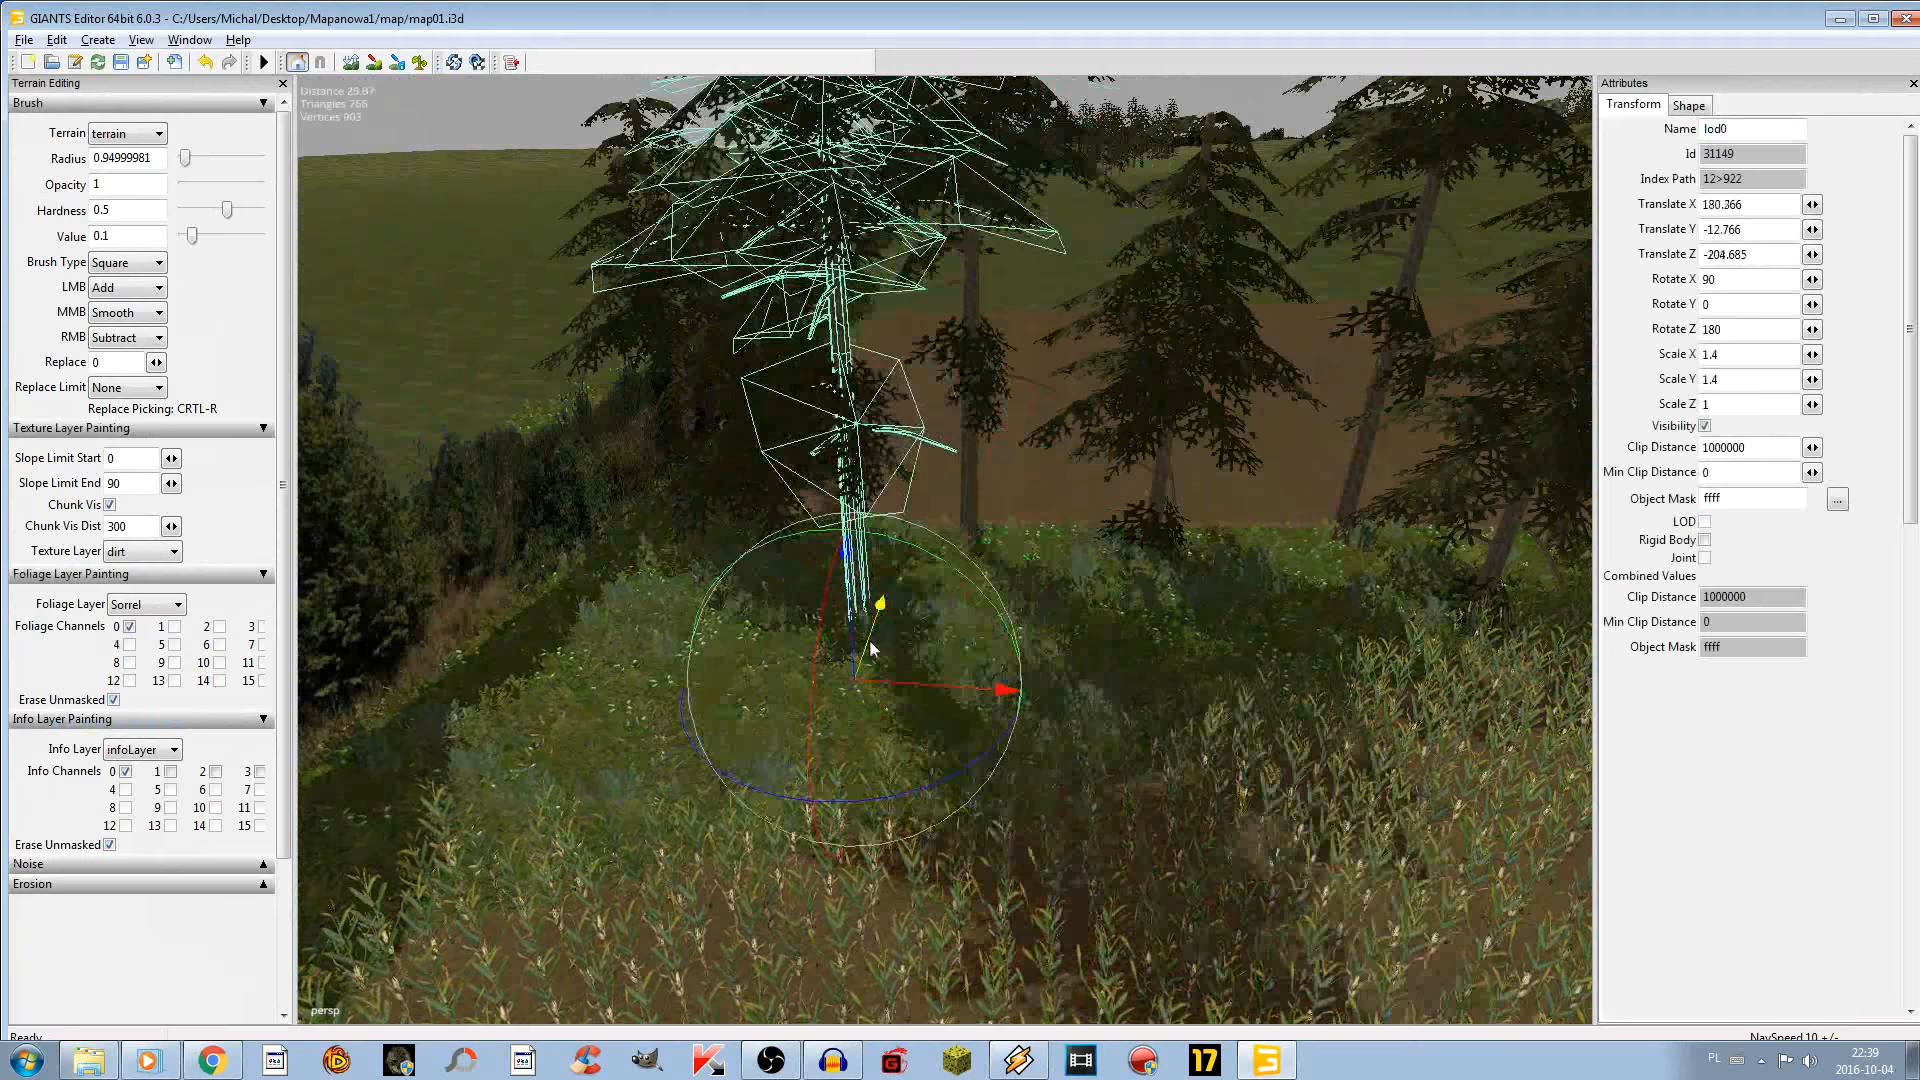 GIANTS Editor 64bit 6.0.3 - C:/Users/Michal/Desktop/Mapanowa1/map/map01.i3d
File Edit Create View Window Help
Terrain Editing
Brush
Terrain terrain
Radius 0.94999981
Opacity 1
Hardness 0.5
Value 0.1
Brush Type Square
LMB Add
MMB Smooth
RMB Subtract
Replace 0
Replace Limit None
Replace Picking: CRTL-R
Texture Layer Painting
Slope Limit Start 0
Slope Limit End 90
Chunk Vis
Chunk Vis Dist 300
Texture Layer dirt
Foliage Layer Painting
Foliage Layer Sorrel
Foliage Channels 0 1 2 3
4 5 6 7
8 9 10 11
12 13 14 15
Erase Unmasked
Info Layer Painting
Info Layer infoLayer
Info Channels 0 1 2 3
4 5 6 7
8 9 10 11
12 13 14 15
Erase Unmasked
Noise
Erosion
Ready
Distance 29.07
Triangles 766
Vertices 903
persp
Attributes
Transform Shape
Name lod0
Id 31149
Index Path 12>922
Translate X 180.366
Translate Y -12.766
Translate Z -204.685
Rotate X 90
Rotate Y 0
Rotate Z 180
Scale X 1.4
Scale Y 1.4
Scale Z 1
Visibility
Clip Distance 1000000
Min Clip Distance 0
Object Mask ffff ...
LOD
Rigid Body
Joint
Combined Values
Clip Distance 1000000
Min Clip Distance 0
Object Mask ffff
NavSpeed 10 +/-
17
PL
22:39
2016-10-04